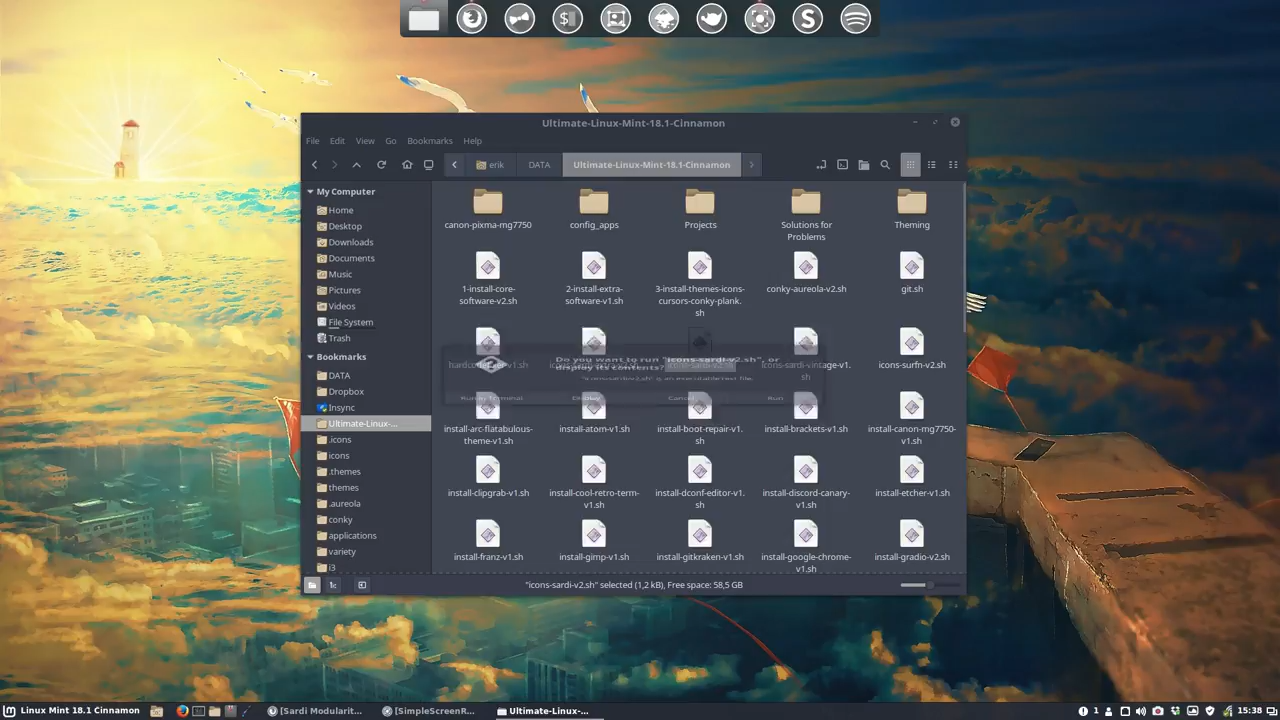 Ultimate-Linux-Mint-18.1-Cinnamon
File Edit View Go Bookmarks Help
erik DATA Ultimate-Linux-Mint-18.1-Cinnamon
My Computer
Home
Desktop
Downloads
Documents
Music
Pictures
Videos
File System
Trash
Bookmarks
DATA
Dropbox
Insync
Ultimate-Linux-...
.icons
icons
.themes
themes
.aureola
conky
applications
variety
i3
canon-pixma-mg7750 config_apps Projects Solutions for Theming
Problems
1-install-core- 2-install-extra- 3-install-themes-icons- conky-aureola-v2.sh git.sh
software-v2.sh software-v1.sh cursors-conky-plank.
sh
Do you want to run "icons-sardi-v2.sh", or
display its contents?
"icons-sardi-v2.sh" is an executable text file.
Run in Terminal Display Cancel Run
icons-sardi-v2.sh icons-sardi-vintage-v1. icons-surfn-v2.sh
sh
install-arc-flatabulous- install-atom-v1.sh install-boot-repair-v1. install-brackets-v1.sh install-canon-mg7750-
theme-v1.sh sh v1.sh
install-clipgrab-v1.sh install-cool-retro-term- install-dconf-editor-v1. install-discord-canary- install-etcher-v1.sh
v1.sh sh v1.sh
install-franz-v1.sh install-gimp-v1.sh install-gitkraken-v1.sh install-google-chrome- install-gradio-v2.sh
v1.sh
"icons-sardi-v2.sh" selected (1,2 kB), Free space: 58,5 GB
Linux Mint 18.1 Cinnamon [Sardi Modularit... [SimpleScreenR... Ultimate-Linux-... 1 15:38